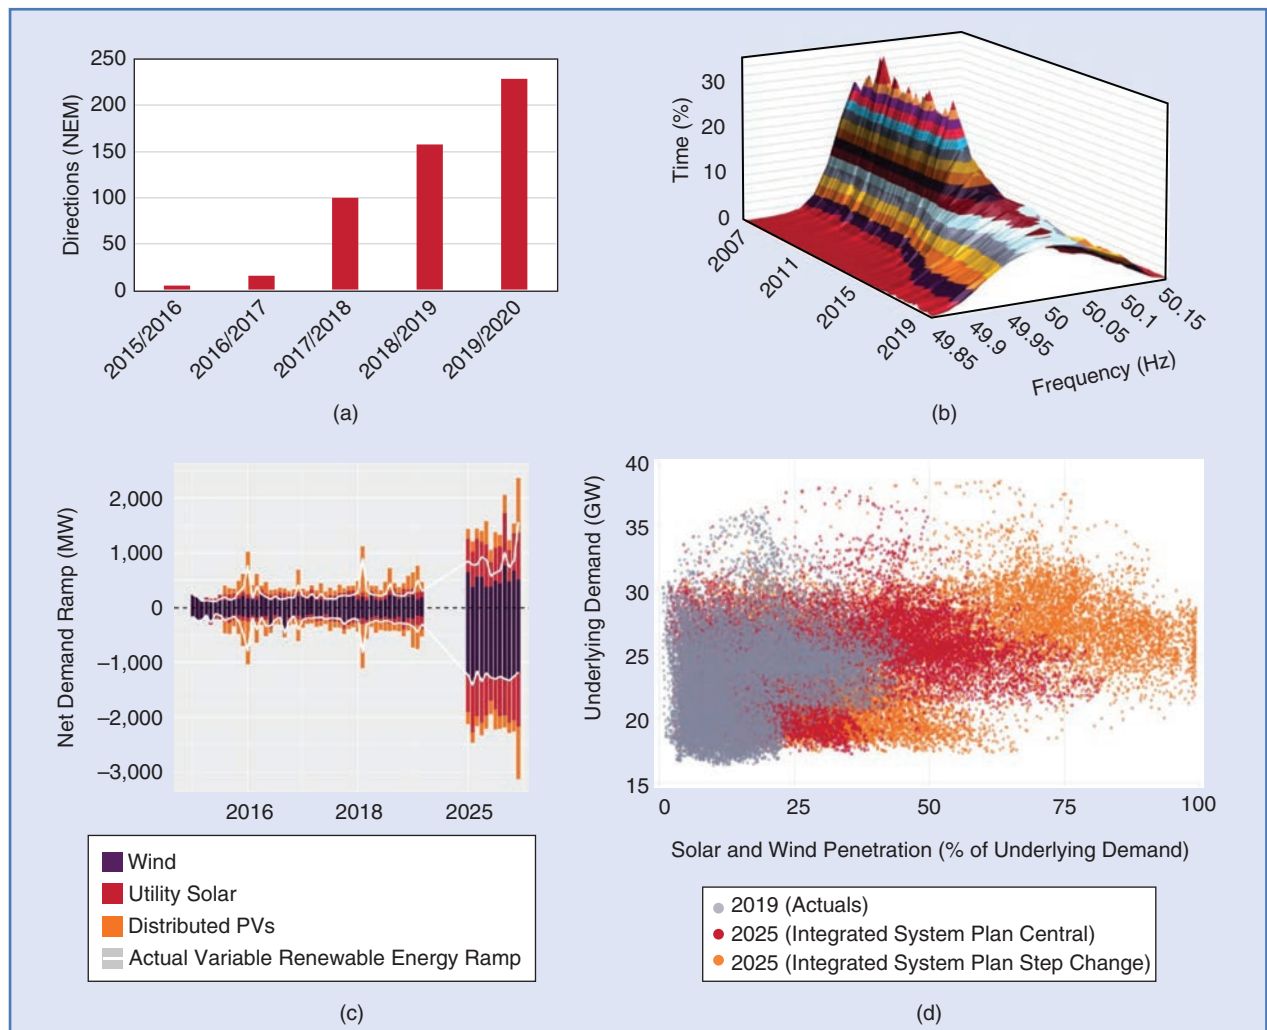 250
200
150
100
50
0
Directions (NEM)
2015/2016
2016/2017
2017/2018
2018/2019
2019/2020
(a)
30
20
10
0
Time (%)
2007
2011
2015
2019
49.85
49.9
49.95
50
50.05
50.1
50.15
Frequency (Hz)
(b)
2,000
1,000
0
–1,000
–2,000
–3,000
Net Demand Ramp (MW)
2016
2018
2025
Wind
Utility Solar
Distributed PVs
Actual Variable Renewable Energy Ramp
(c)
40
35
30
25
20
15
Underlying Demand (GW)
0
25
50
75
100
Solar and Wind Penetration (% of Underlying Demand)
2019 (Actuals)
2025 (Integrated System Plan Central)
2025 (Integrated System Plan Step Change)
(d)